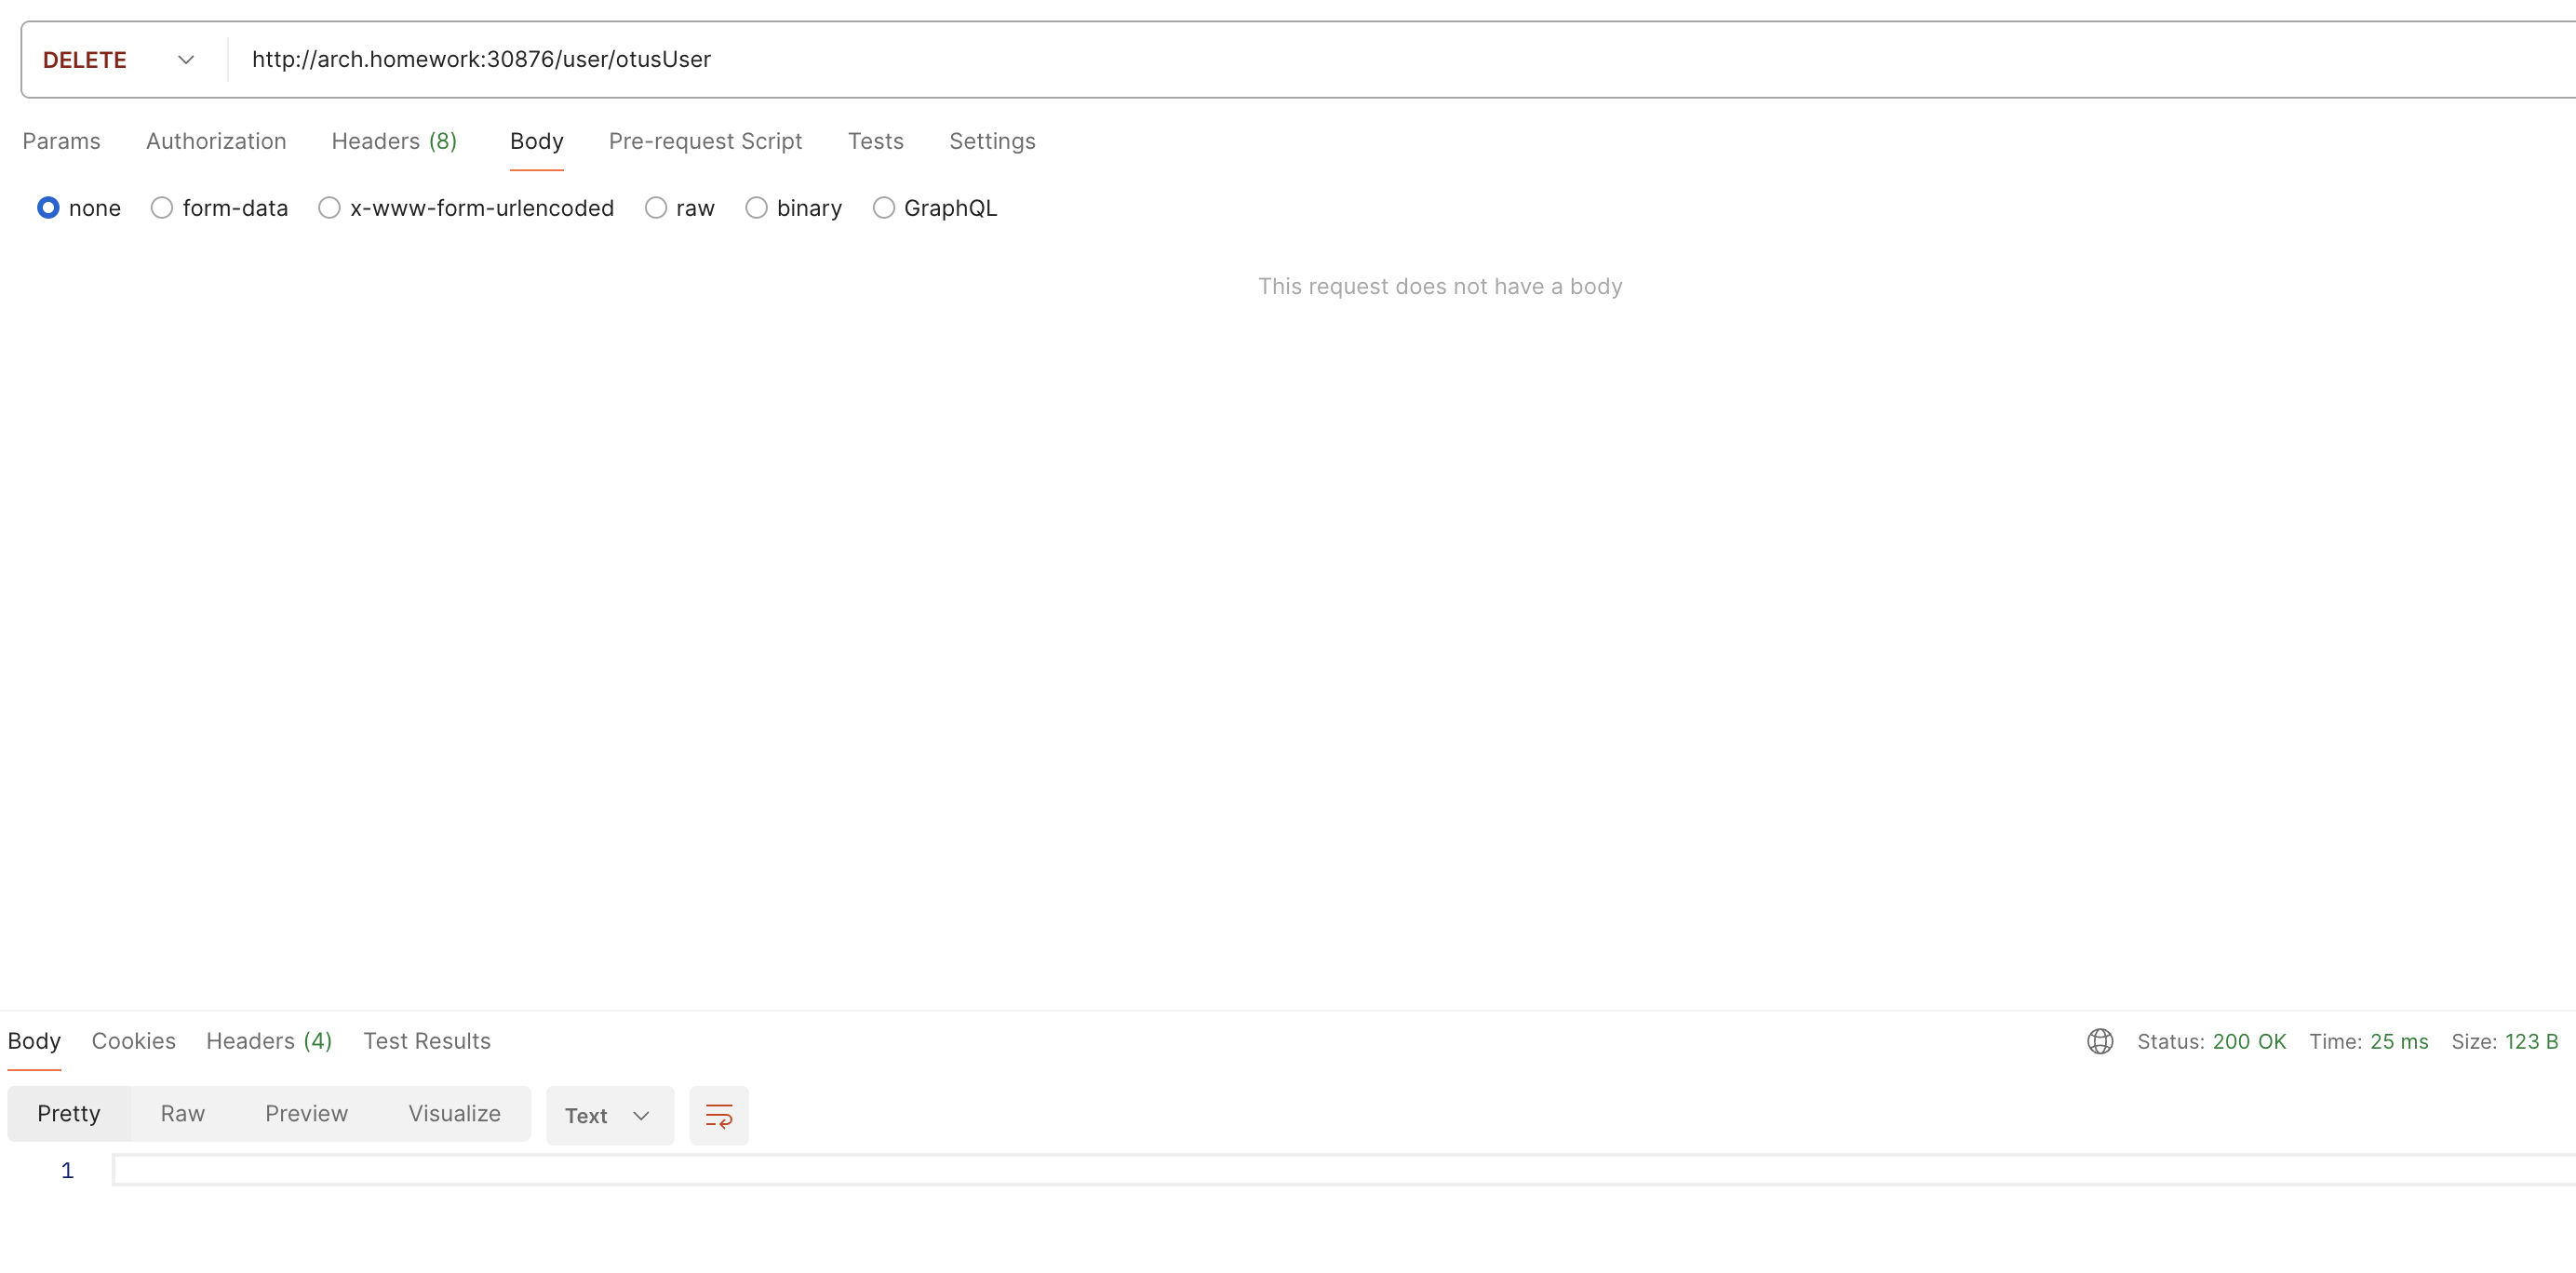 DELETE http://arch.homework:30876/user/otusUser
Params Authorization Headers (8) Body Pre-request Script Tests Settings
none form-data x-www-form-urlencoded raw binary GraphQL
This request does not have a body
Body Cookies Headers (4) Test Results Status: 200 OK Time: 25 ms Size: 123 B
Pretty Raw Preview Visualize Text
1